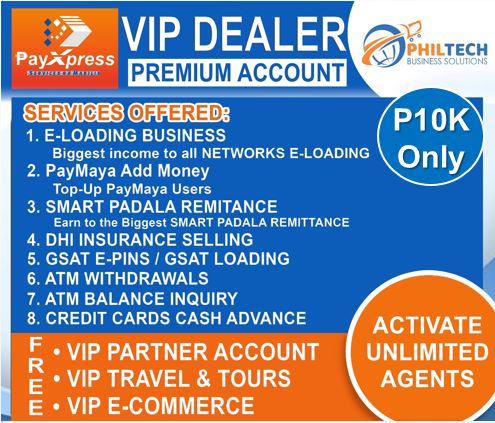 PayXpress
VIP DEALER
PREMIUM ACCOUNT
PHILTECH
BUSINESS SOLUTIONS
SERVICES OFFERED:
P10K
Only
1. E-LOADING BUSINESS
Biggest income to all NETWORKS E-LOADING
2. PayMaya Add Money
Top-Up PayMaya Users
3. SMART PADALA REMITANCE
Earn to the Biggest SMART PADALA REMITTANCE
4. DHI INSURANCE SELLING
5. GSAT E-PINS / GSAT LOADING
6. ATM WITHDRAWALS
7. ATM BALANCE INQUIRY
8. CREDIT CARDS CASH ADVANCE
ACTIVATE
UNLIMITED
AGENTS
FREE
• VIP PARTNER ACCOUNT
• VIP TRAVEL & TOURS
• VIP E-COMMERCE